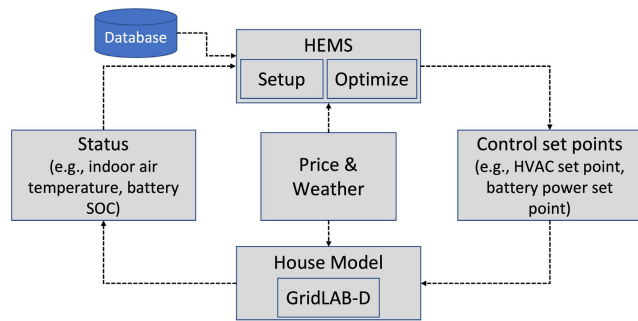 Database
HEMS
Setup
Optimize
Status
(e.g., indoor air
temperature, battery
SOC)
Price &
Weather
Control set points
(e.g., HVAC set point,
battery power set
point)
House Model
GridLAB-D